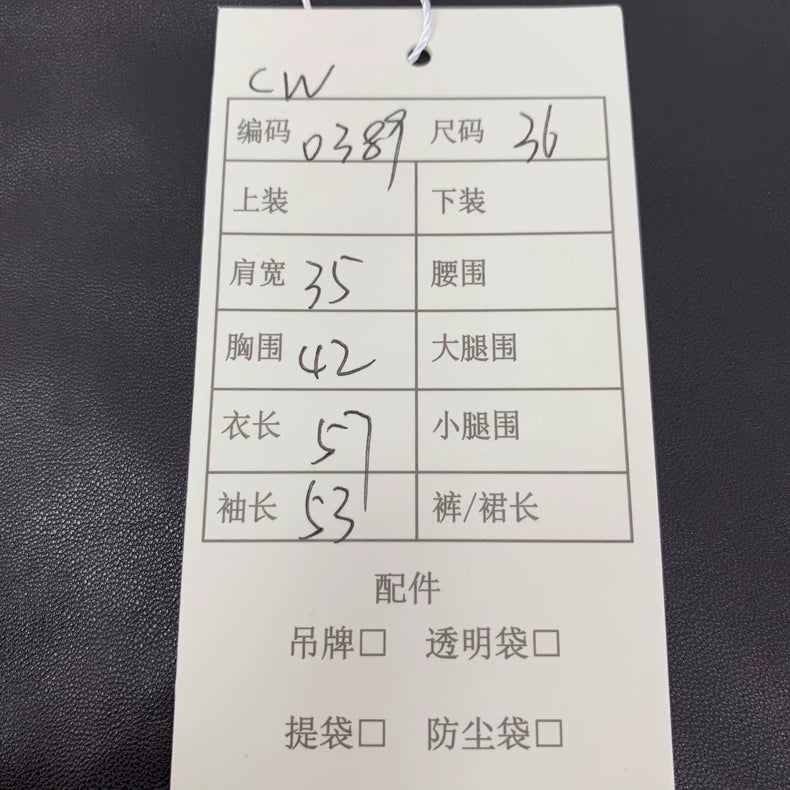 CW
编码 0389 尺码 36
上装 下装
肩宽 35 腰围
胸围 42 大腿围
衣长 57 小腿围
袖长 53 裤/裙长
配件
吊牌□ 透明袋□
提袋□ 防尘袋□